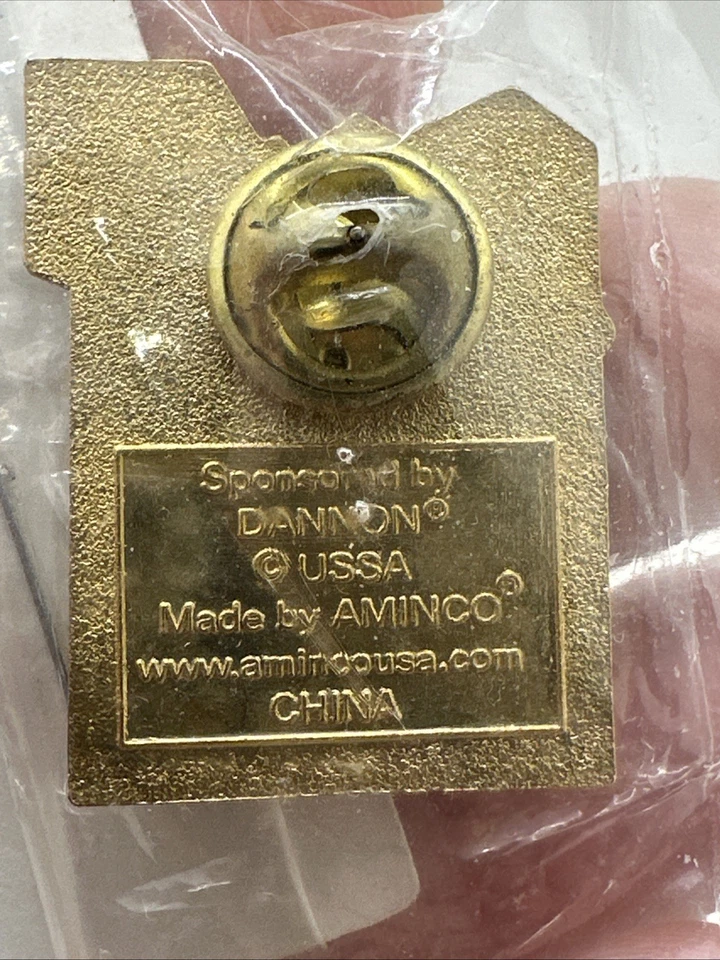 Sponsored by
DANNON®
© USSA
Made by AMINCO®
www.amincousa.com
CHINA